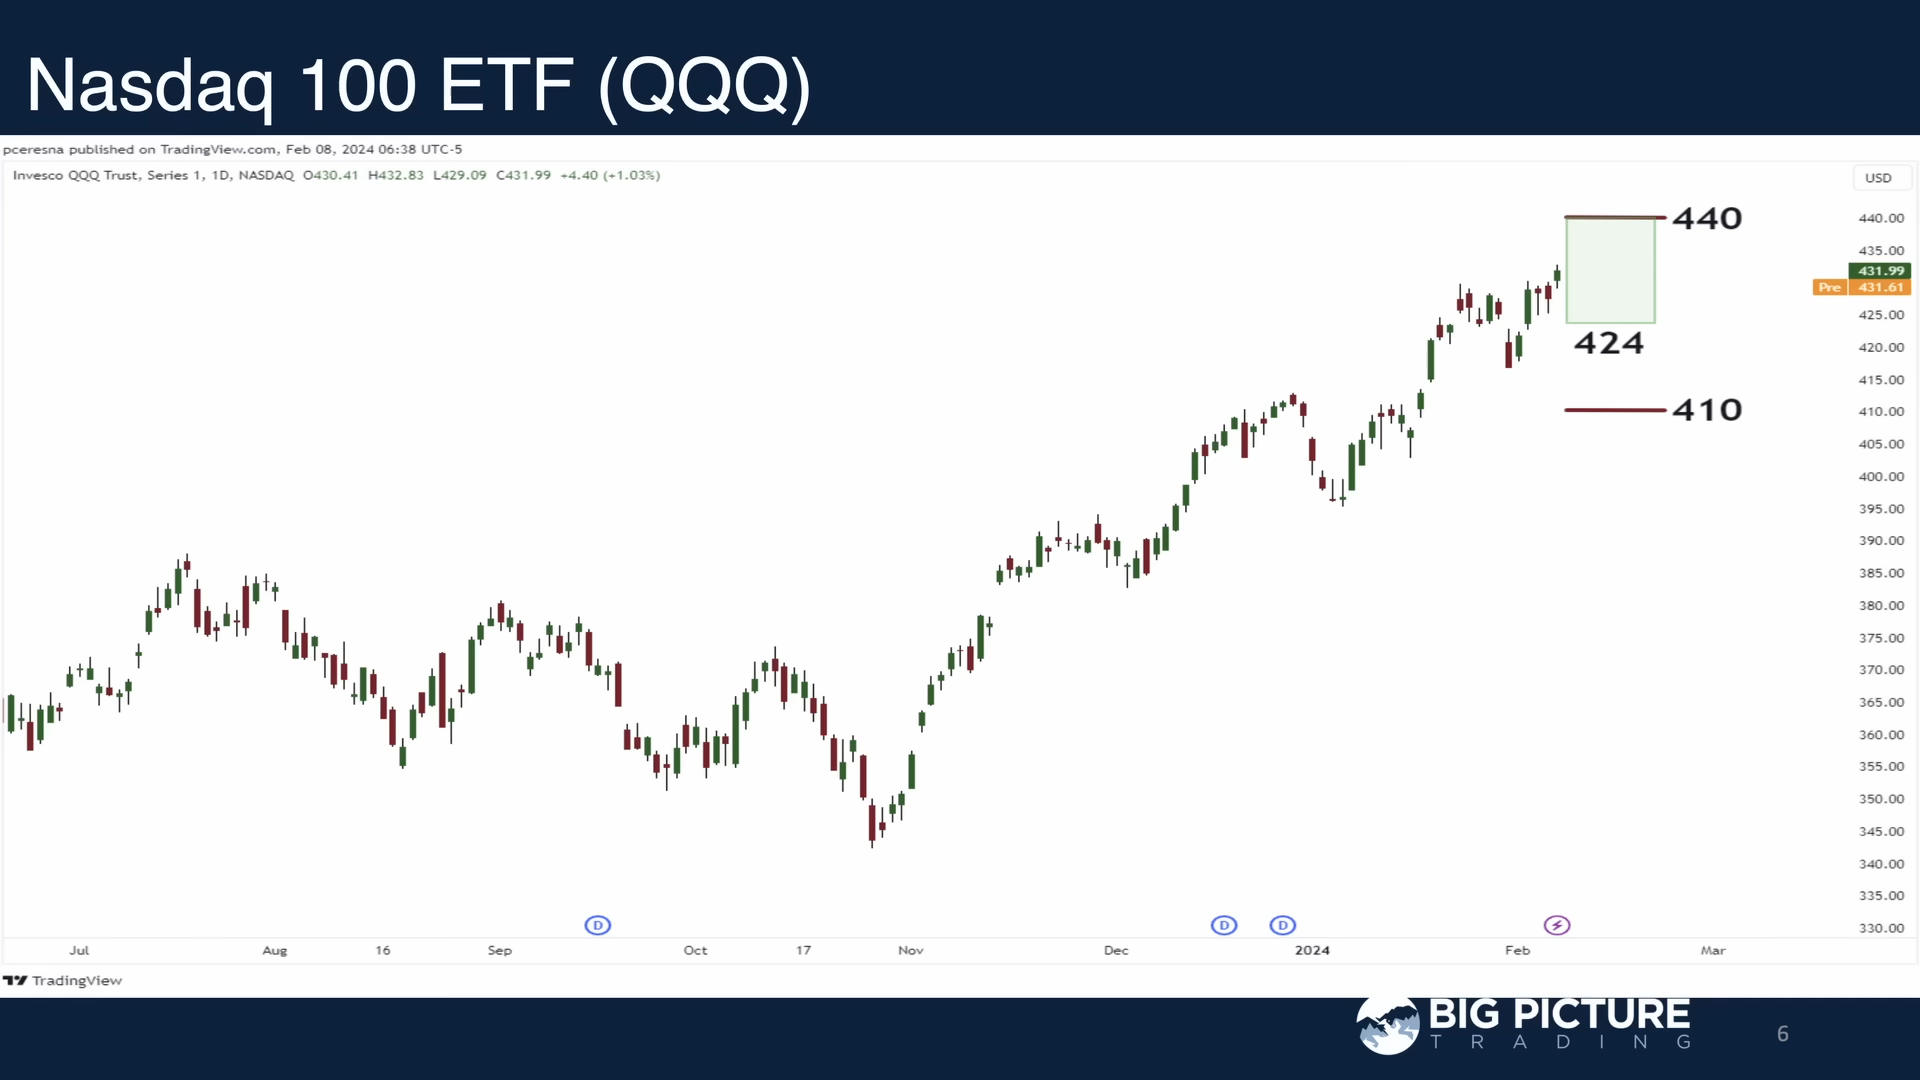 Nasdaq 100 ETF (QQQ)
pceresna published on TradingView.com, Feb 08, 2024 06:38 UTC-5
Invesco QQQ Trust, Series 1, 1D, NASDAQ O430.41 H432.83 L429.09 C431.99 +4.40 (+1.03%)
USD
440
424
410
440.00
435.00
431.99
Pre 431.61
425.00
420.00
415.00
410.00
405.00
400.00
395.00
390.00
385.00
380.00
375.00
370.00
365.00
360.00
355.00
350.00
345.00
340.00
335.00
330.00
D D D
Jul Aug 16 Sep Oct 17 Nov Dec 2024 Feb Mar
TradingView
BIG PICTURE
TRADING
6